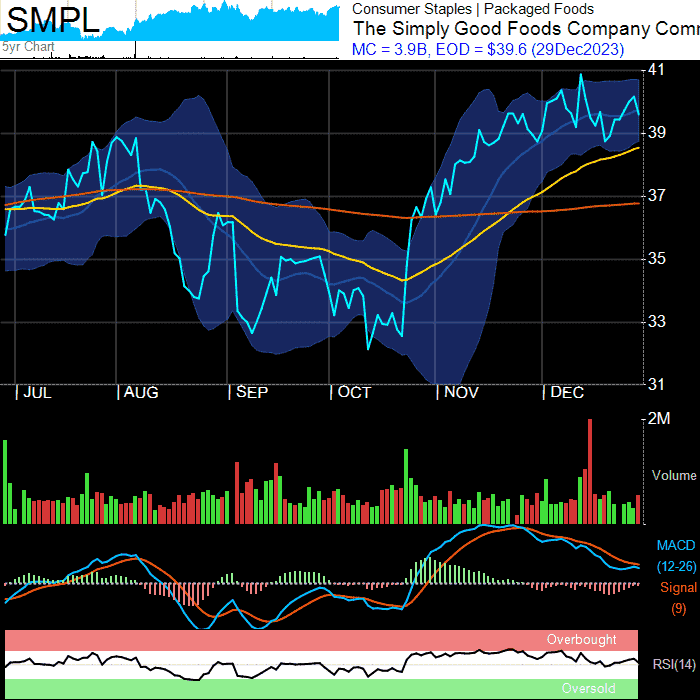 SMPL
5yr Chart
Consumer Staples | Packaged Foods
The Simply Good Foods Company Comm
MC = 3.9B, EOD = $39.6 (29Dec2023)
41
39
37
35
33
31
JUL AUG SEP OCT NOV DEC
2M
Volume
MACD
(12-26)
Signal
(9)
Overbought
RSI(14)
Oversold